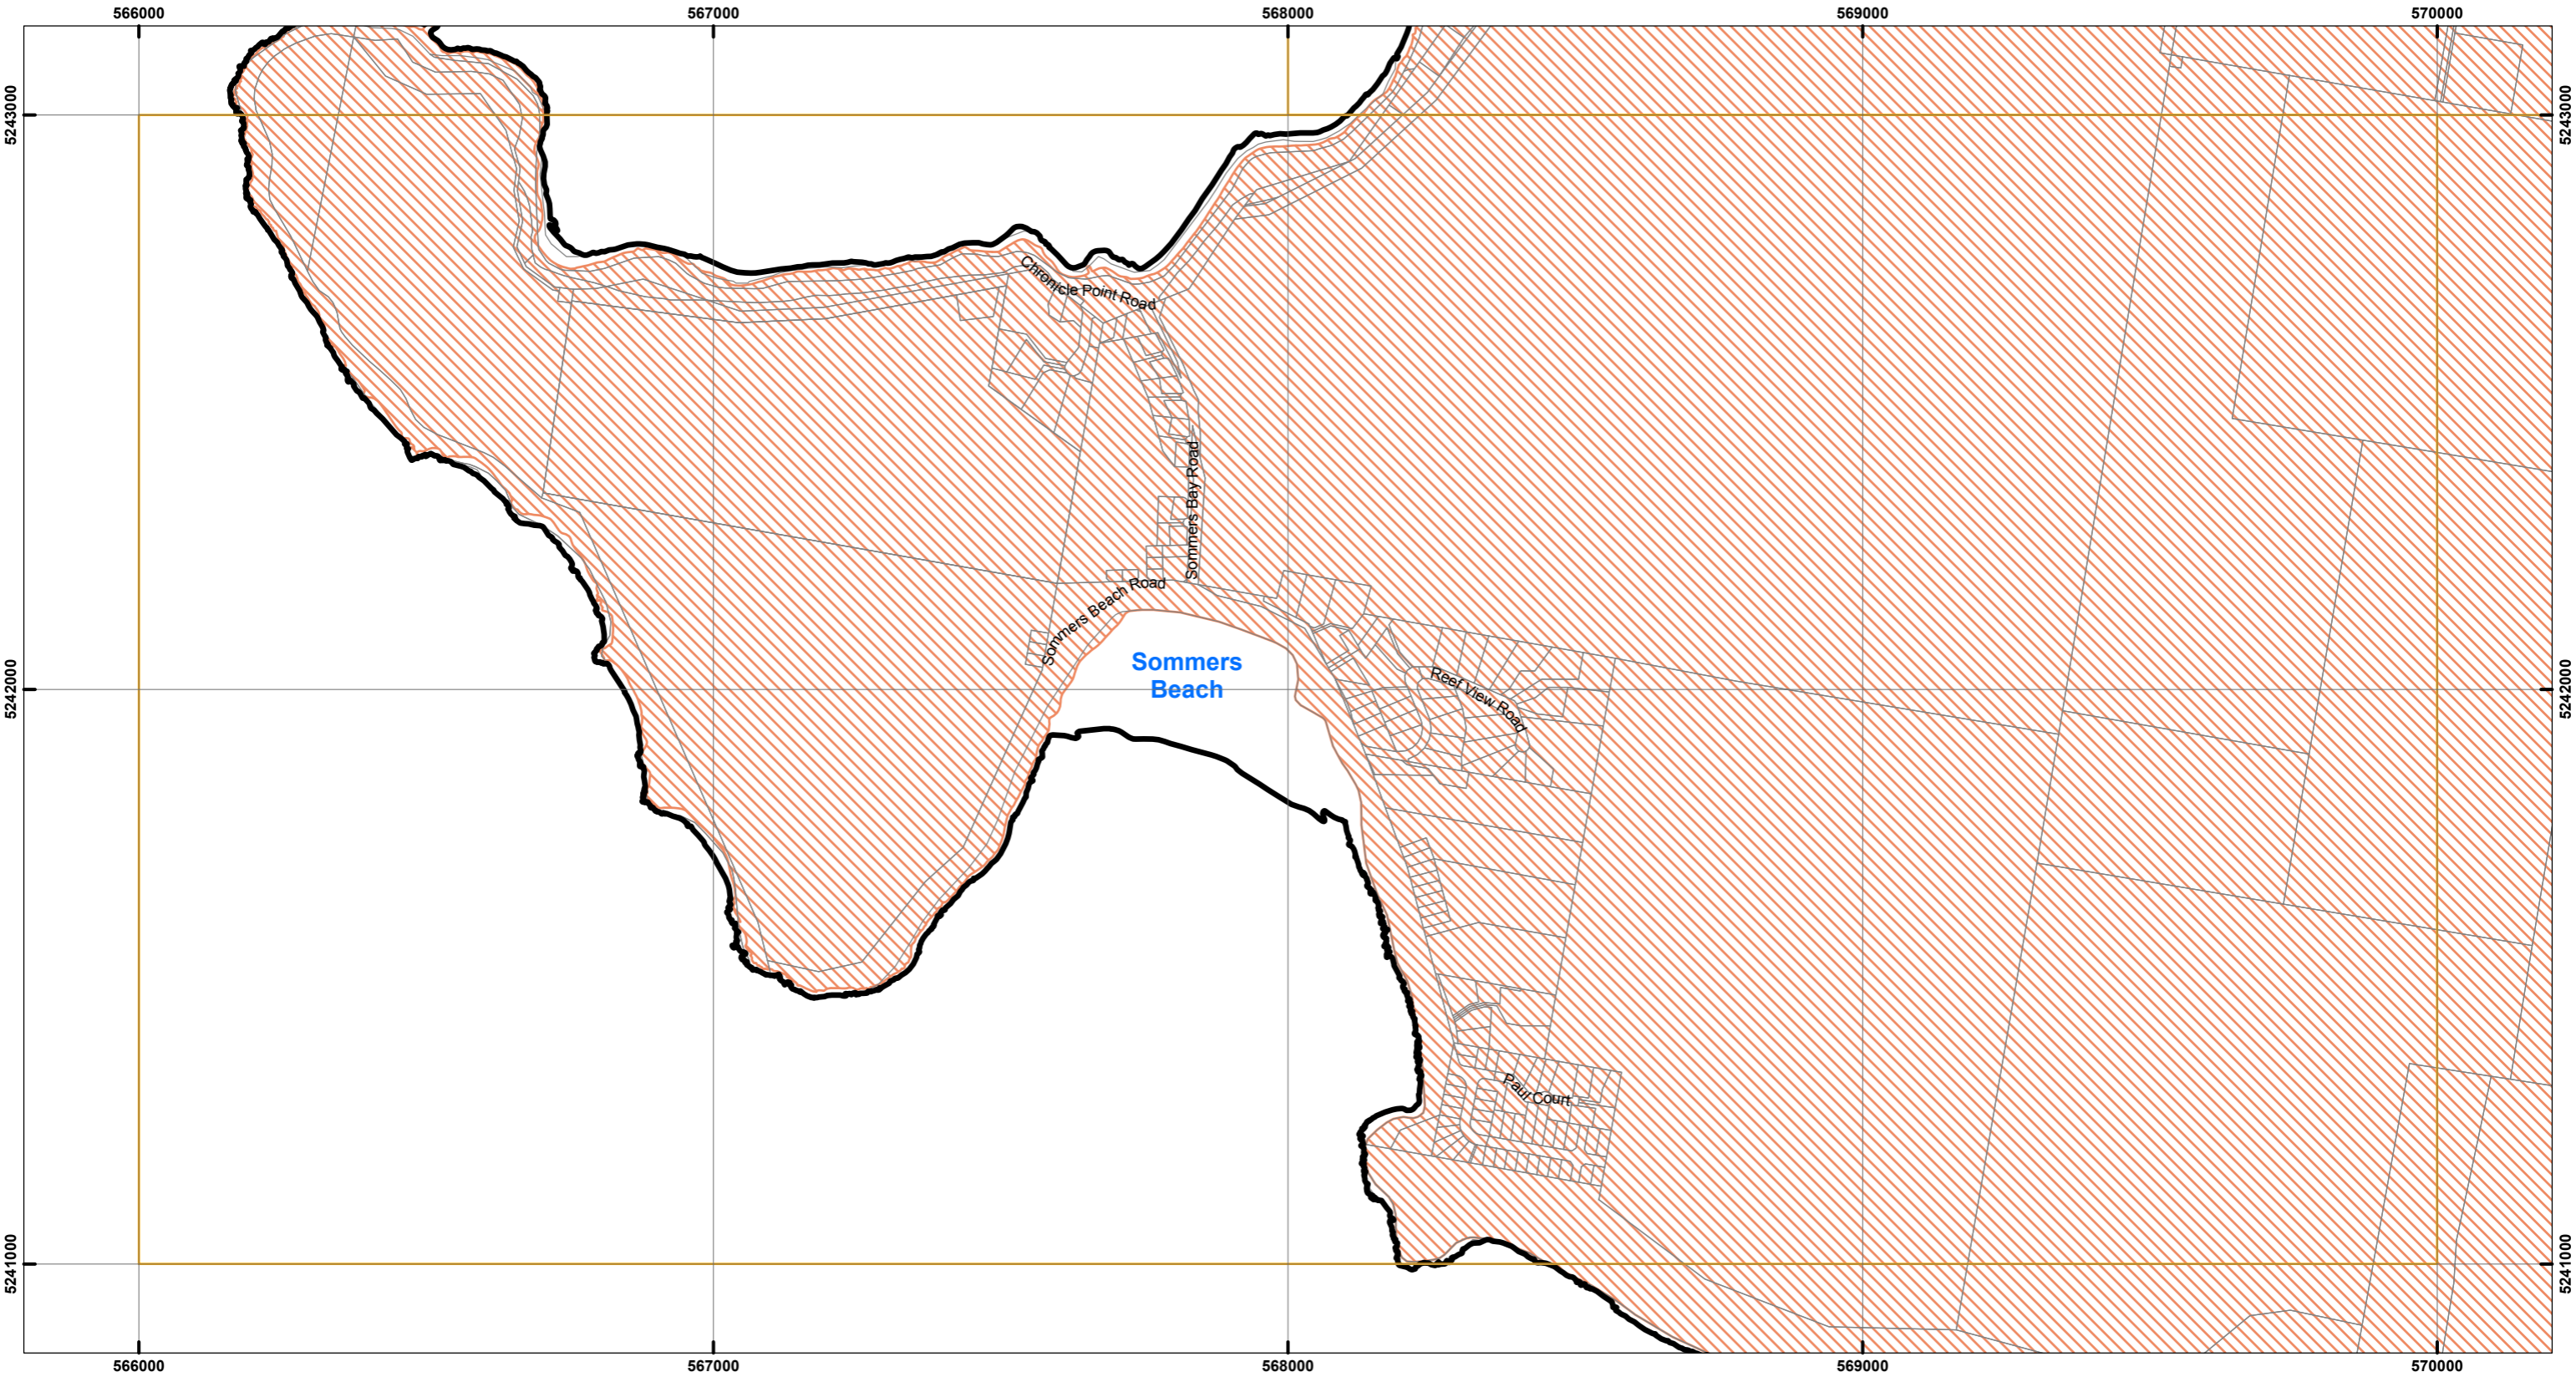 566000
567000
568000
569000
570000
5243000
5243000
Chronicle Point Road
Sommers Bay Road
Sommers Beach Road
Sommers
Beach
Reef View Road
5242000
5242000
Paul Court
5241000
5241000
566000
567000
568000
569000
570000